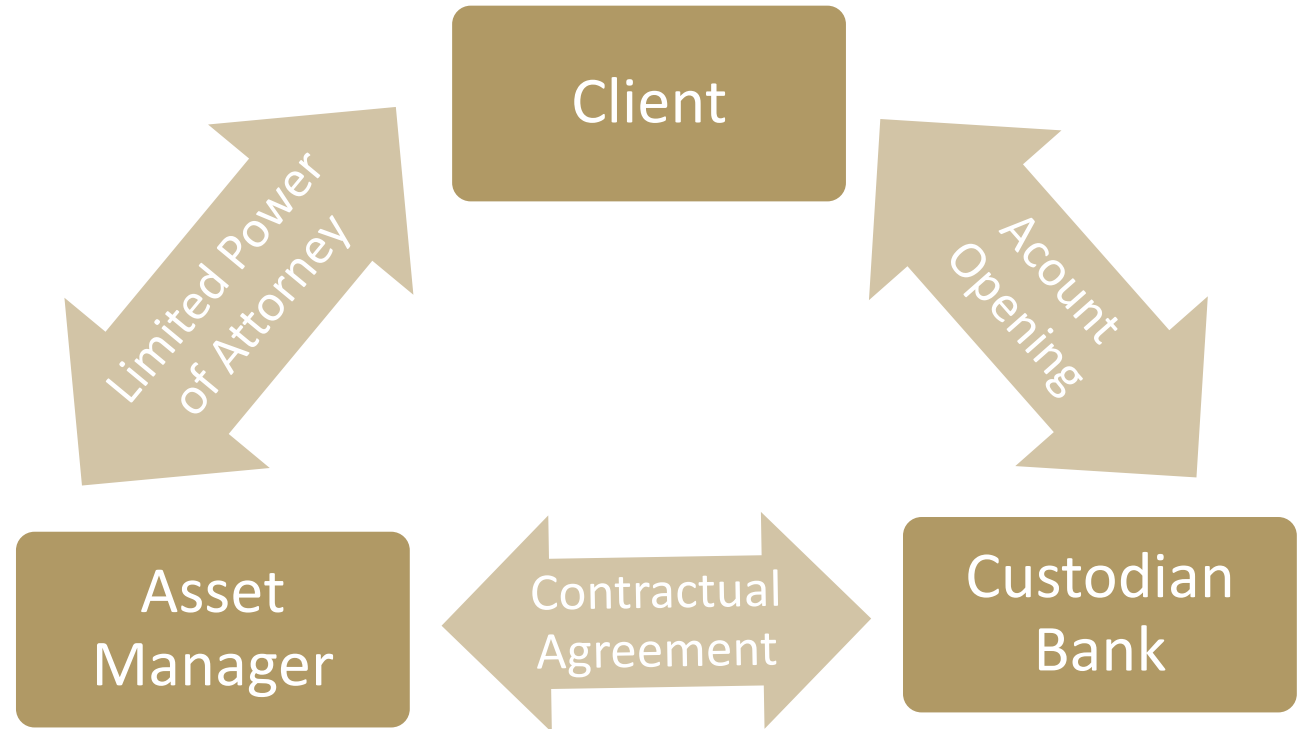 Client
Limited Power
of Attorney
Acount
Opening
Asset
Manager
Contractual
Agreement
Custodian
Bank